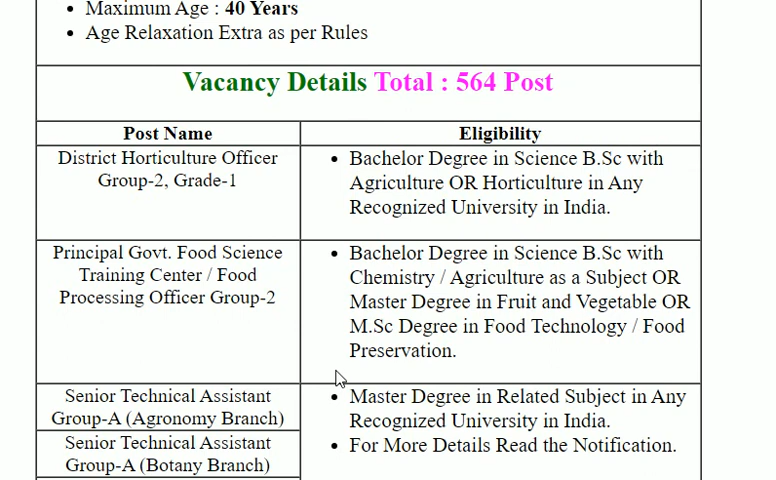 Maximum Age : 40 Years
Age Relaxation Extra as per Rules
Vacancy Details Total : 564 Post
Post Name
Eligibility
District Horticulture Officer
Group-2, Grade-1
Bachelor Degree in Science B.Sc with
Agriculture OR Horticulture in Any
Recognized University in India.
Principal Govt. Food Science
Training Center / Food
Processing Officer Group-2
Bachelor Degree in Science B.Sc with
Chemistry / Agriculture as a Subject OR
Master Degree in Fruit and Vegetable OR
M.Sc Degree in Food Technology / Food
Preservation.
Senior Technical Assistant
Group-A (Agronomy Branch)
Senior Technical Assistant
Group-A (Botany Branch)
Master Degree in Related Subject in Any
Recognized University in India.
For More Details Read the Notification.